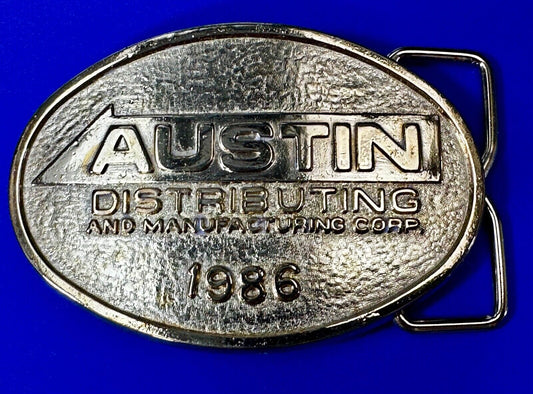 AUSTIN
DISTRIBUTING
AND MANUFACTURING CORP.
1986